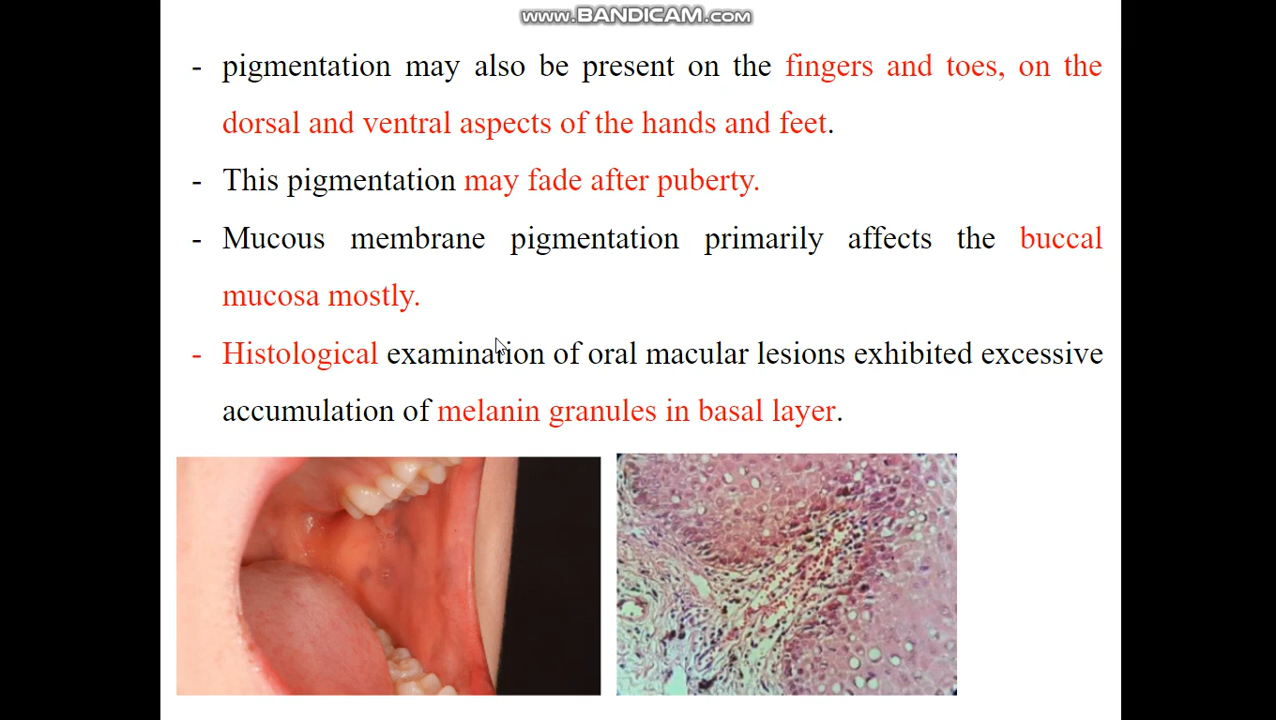 www.BANDICAM.com
- pigmentation may also be present on the fingers and toes, on the
dorsal and ventral aspects of the hands and feet.
- This pigmentation may fade after puberty.
- Mucous membrane pigmentation primarily affects the buccal
mucosa mostly.
- Histological examination of oral macular lesions exhibited excessive
accumulation of melanin granules in basal layer.